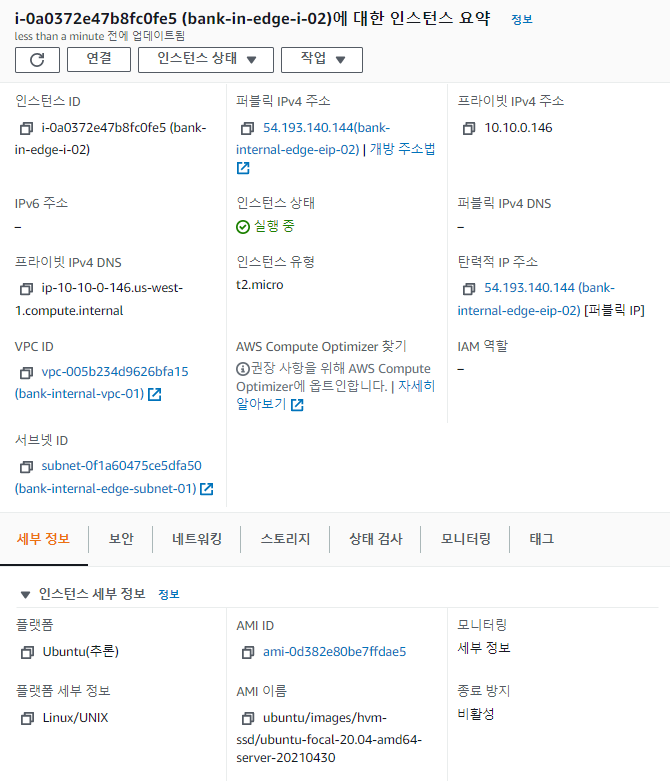 i-0a0372e47b8fc0fe5 (bank-in-edge-i-02)에 대한 인스턴스 요약 정보
less than a minute 전에 업데이트됨
연결 인스턴스 상태 작업
인스턴스 ID
i-0a0372e47b8fc0fe5 (bank-
in-edge-i-02)
퍼블릭 IPv4 주소
54.193.140.144(bank-
internal-edge-eip-02) | 개방 주소법
프라이빗 IPv4 주소
10.10.0.146
IPv6 주소
–
인스턴스 상태
실행 중
퍼블릭 IPv4 DNS
–
프라이빗 IPv4 DNS
ip-10-10-0-146.us-west-
1.compute.internal
인스턴스 유형
t2.micro
탄력적 IP 주소
54.193.140.144 (bank-
internal-edge-eip-02) [퍼블릭 IP]
VPC ID
vpc-005b234d9626bfa15
(bank-internal-vpc-01)
AWS Compute Optimizer 찾기
권장 사항을 위해 AWS Compute
Optimizer에 옵트인합니다. | 자세히
알아보기
IAM 역할
–
서브넷 ID
subnet-0f1a60475ce5dfa50
(bank-internal-edge-subnet-01)
세부 정보 보안 네트워킹 스토리지 상태 검사 모니터링 태그
인스턴스 세부 정보 정보
플랫폼
Ubuntu(추론)
AMI ID
ami-0d382e80be7ffdae5
모니터링
세부 정보
플랫폼 세부 정보
Linux/UNIX
AMI 이름
ubuntu/images/hvm-
ssd/ubuntu-focal-20.04-amd64-
server-20210430
종료 방지
비활성